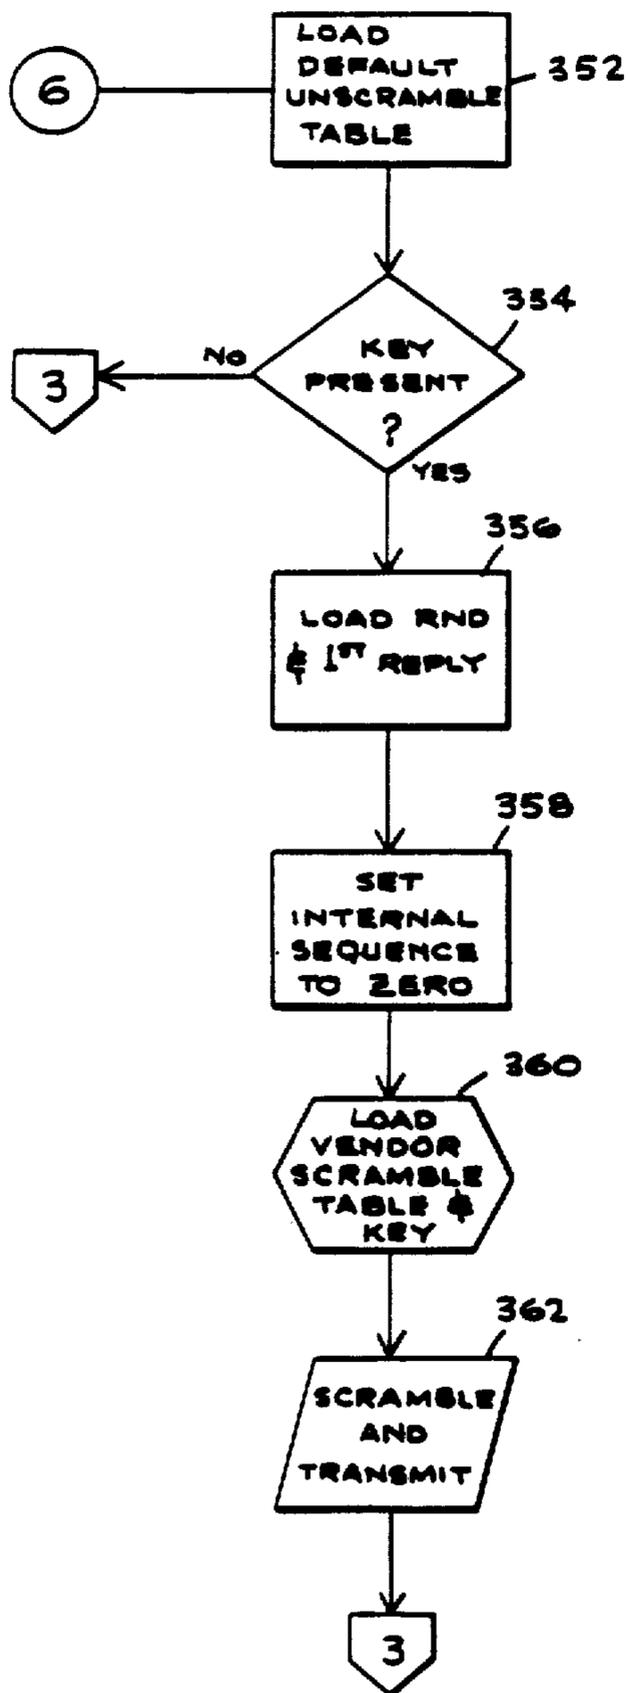 6
LOAD
DEFAULT
UNSCRAMBLE
TABLE
352
354
KEY
PRESENT
?
NO
3
YES
356
LOAD RND
& 1ST REPLY
358
SET
INTERNAL
SEQUENCE
TO ZERO
360
LOAD
VENDOR
SCRAMBLE
TABLE &
KEY
362
SCRAMBLE
AND
TRANSMIT
3